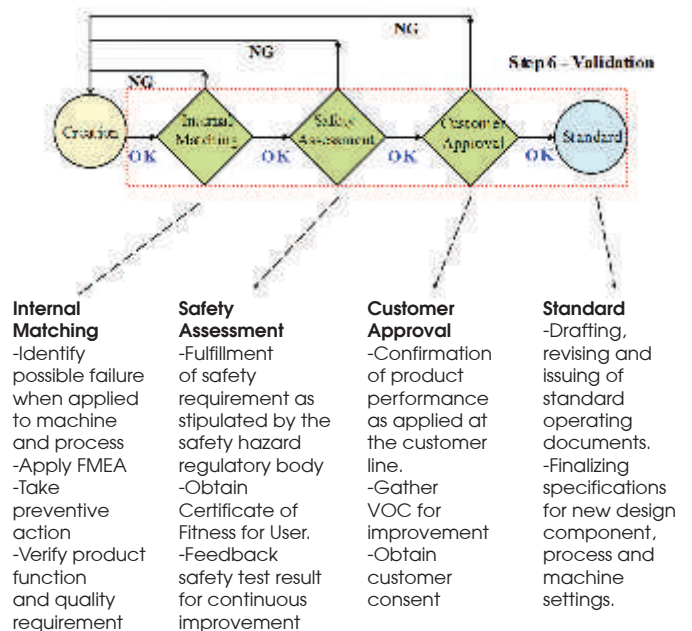 NG
NG
Step 6 - Validation
NG
Creation
Internal
Matching
Safety
Assessment
Customer
Approval
Standard
OK
OK
OK
OK
Internal
Matching
-Identify
possible failure
when applied
to machine
and process
-Apply FMEA
-Take
preventive
action
-Verify product
function
and quality
requirement
Safety
Assessment
-Fulfillment
of safety
requirement as
stipulated by the
safety hazard
regulatory body
-Obtain
Certificate of
Fitness for User.
-Feedback
safety test result
for continuous
improvement
Customer
Approval
-Confirmation
of product
performance
as applied at
the customer
line.
-Gather
VOC for
improvement
-Obtain
customer
consent
Standard
-Drafting,
revising and
issuing of
standard
operating
documents.
-Finalizing
specifications
for new design
component,
process and
machine
settings.